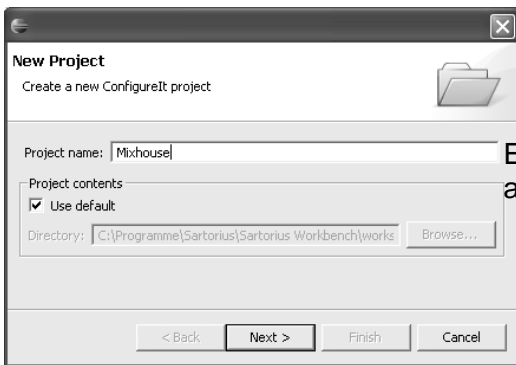 New Project
Create a new ConfigureIt project
Project name: Mixhouse
Project contents
Use default
Directory: C:\Programme\Sartorius\Sartorius Workbench\works Browse...
< Back Next > Finish Cancel